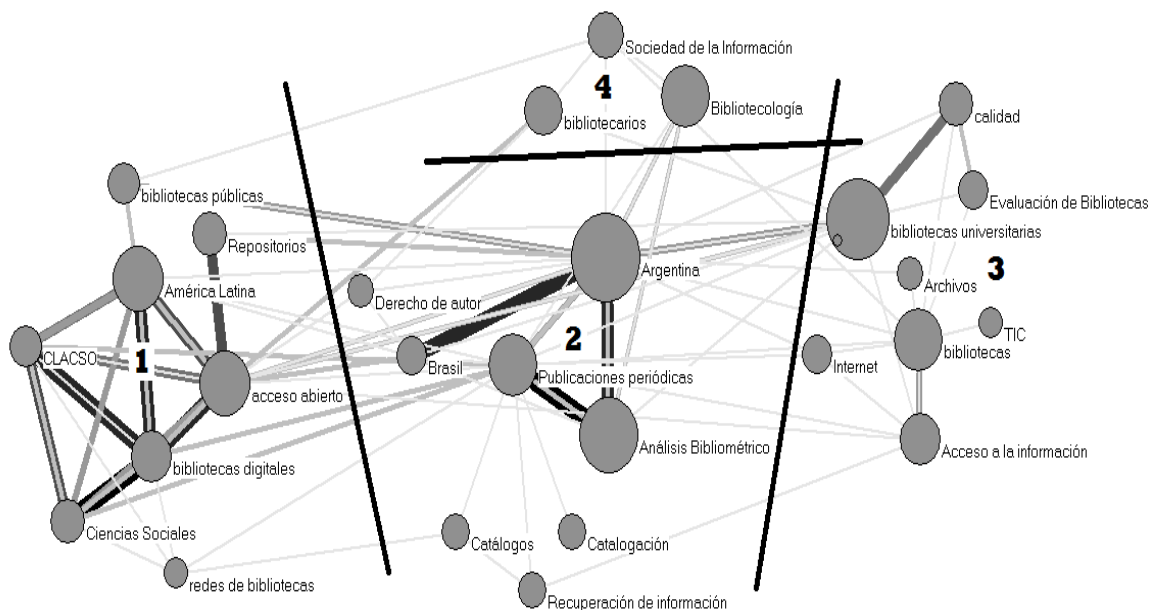 Sociedad de la Información
4
Bibliotecología
bibliotecarios
calidad
bibliotecas públicas
Evaluación de Bibliotecas
bibliotecas universitarias
Repositorios
Argentina
3
Archivos
América Latina
Derecho de autor
TIC
2
bibliotecas
CLACSO
1
Brasil
Internet
Publicaciones periódicas
acceso abierto
Análisis Bibliométrico
Acceso a la información
bibliotecas digitales
Ciencias Sociales
Catálogos
Catalogación
redes de bibliotecas
Recuperación de información